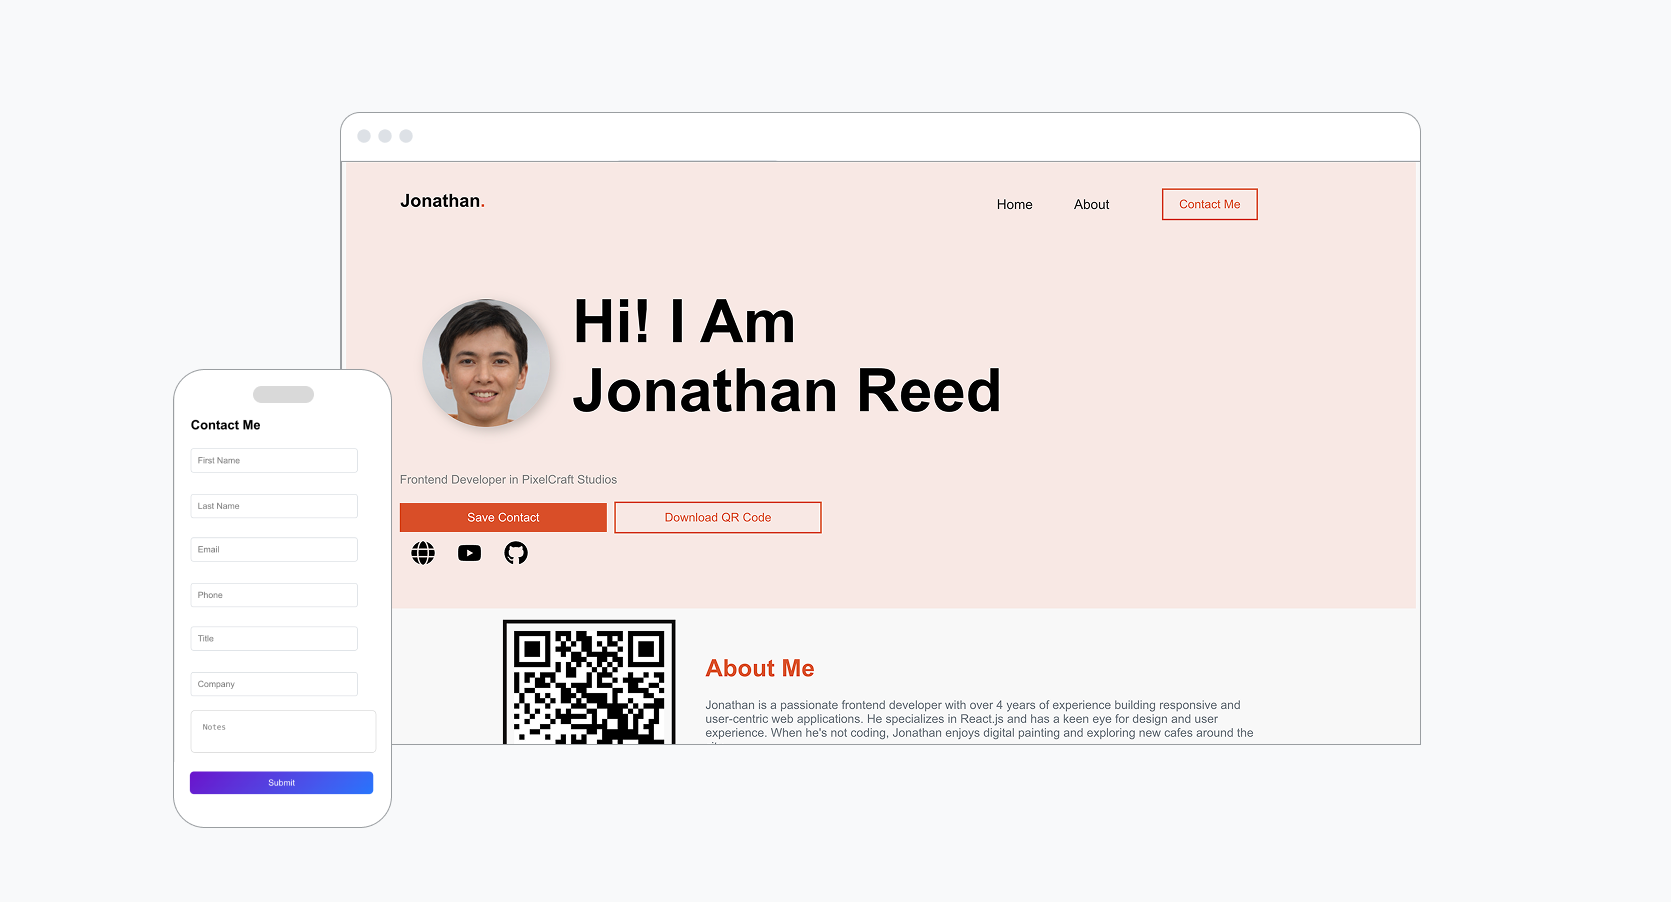 Jonathan.
Home
About
Contact Me
Hi! I Am
Jonathan Reed
Frontend Developer in PixelCraft Studios
Save Contact
Download QR Code
About Me
Jonathan is a passionate frontend developer with over 4 years of experience building responsive and
user-centric web applications. He specializes in React.js and has a keen eye for design and user
experience. When he's not coding, Jonathan enjoys digital painting and exploring new cafes around the
Contact Me
First Name
Last Name
Email
Phone
Title
Company
Notes
Submit